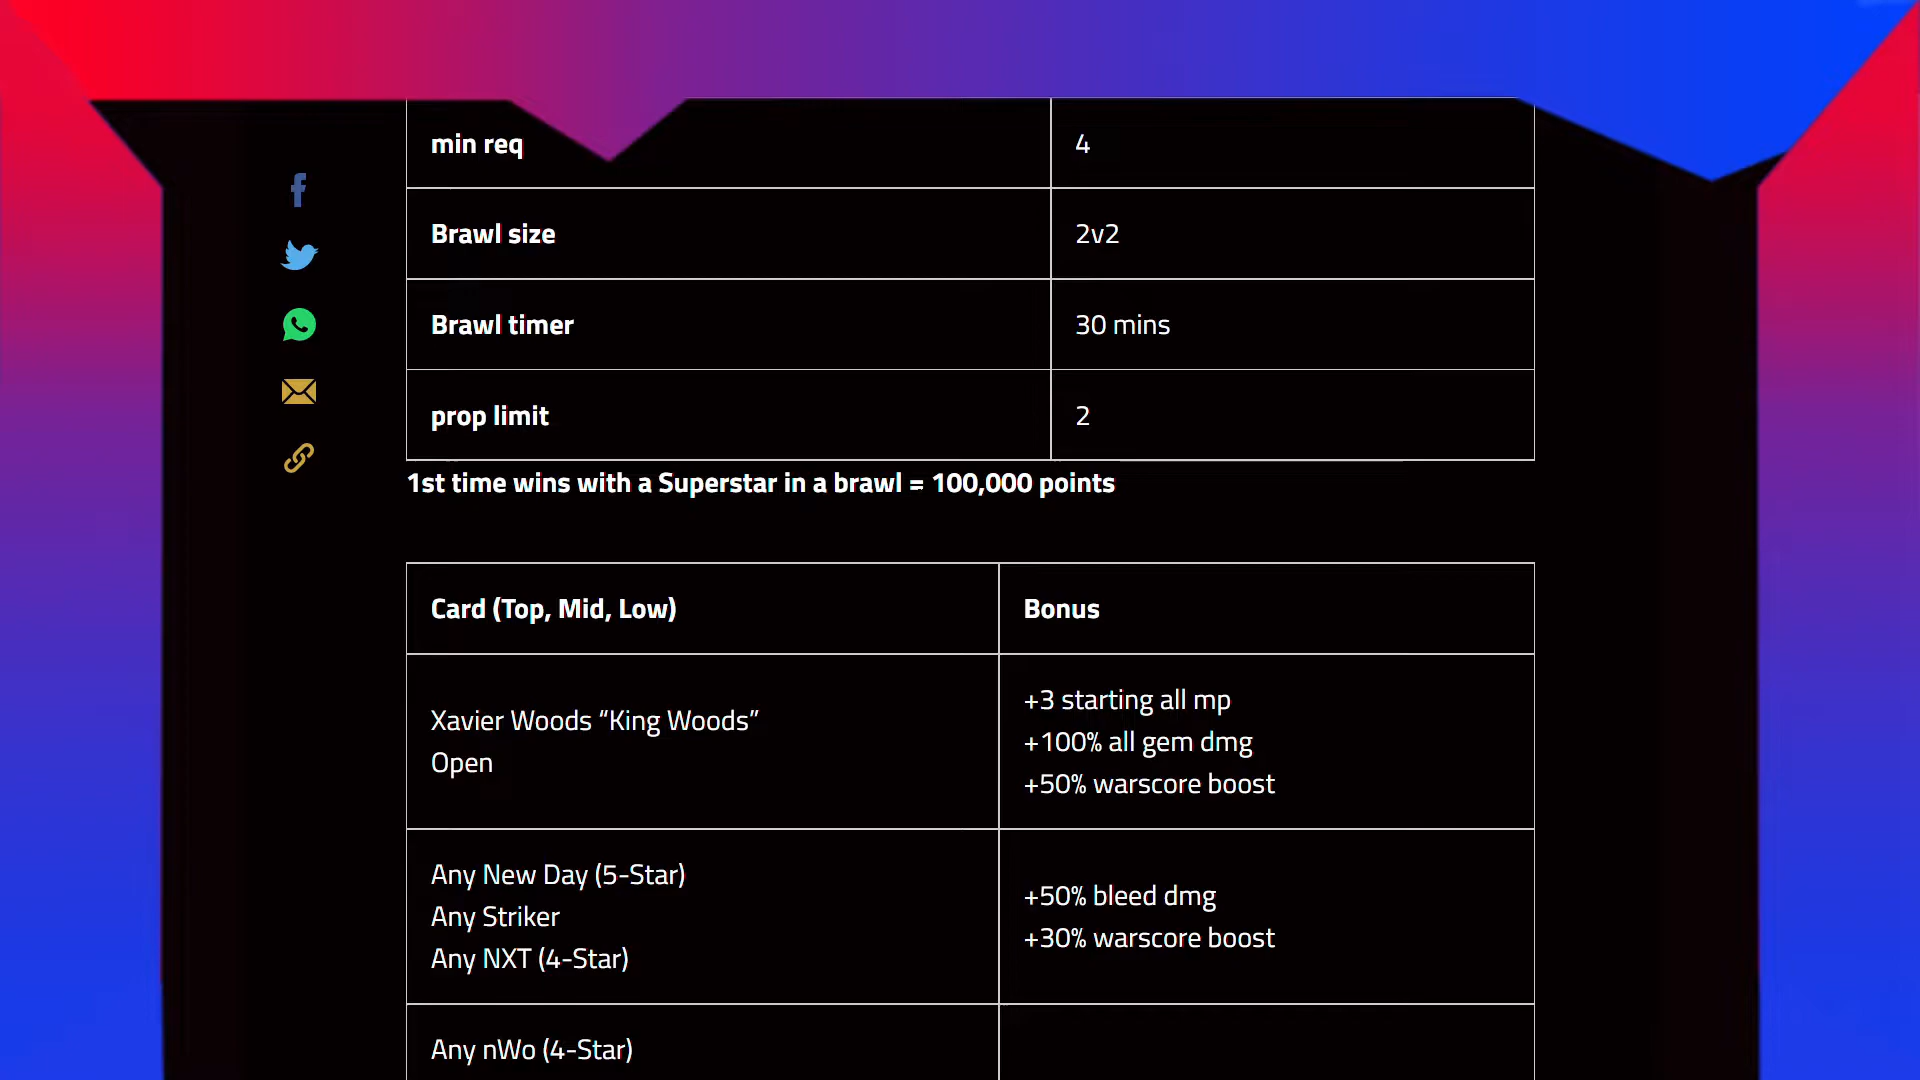 min req 4
Brawl size 2v2
Brawl timer 30 mins
prop limit 2
1st time wins with a Superstar in a brawl = 100,000 points
Card (Top, Mid, Low) Bonus
Xavier Woods “King Woods”
Open
+3 starting all mp
+100% all gem dmg
+50% warscore boost
Any New Day (5-Star)
Any Striker
Any NXT (4-Star)
+50% bleed dmg
+30% warscore boost
Any nWo (4-Star)